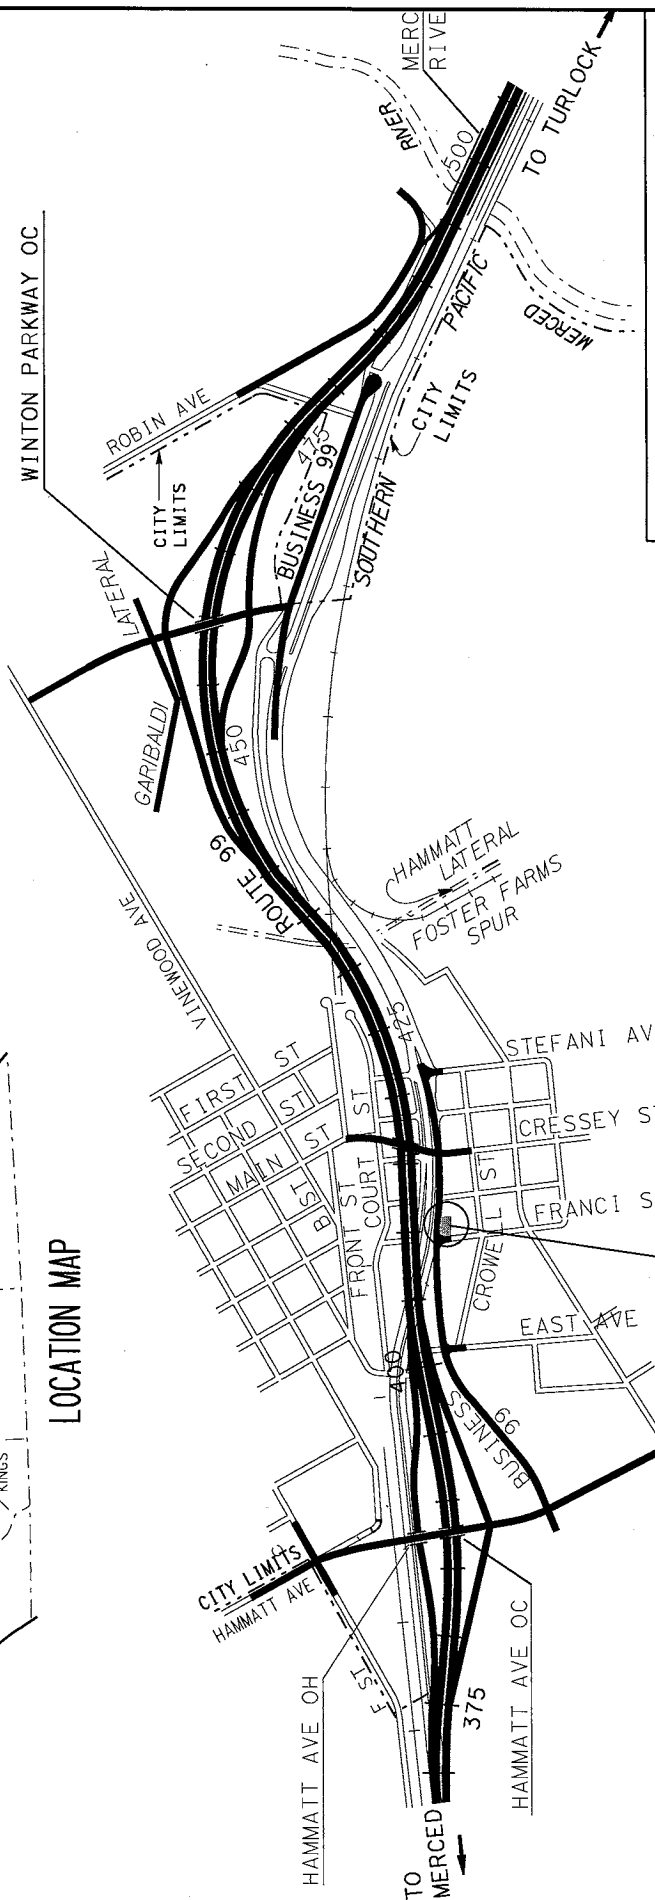 MERC
RIVE
RIVER
500
TO TURLOCK
WINTON PARKWAY OC
ROBIN AVE
CITY
LIMITS
475
BUSINESS 99
SOUTHERN
PACIFIC
CITY
LIMITS
MERCED
LATERAL
GARIBALDI
450
ROUTE 99
VINEWOOD AVE
HAMMATT
LATERAL
FOSTER FARMS
SPUR
425
FIRST ST
SECOND ST
MAIN ST
B ST
FRONT ST
COURT ST
STEFANI AV
CRESSEY S
CROWELL ST
FRANCI S
EAST AVE
400
BUSINESS
99
LOCATION MAP
KINGS
CITY LIMITS
HAMMATT AVE
F ST
HAMMATT AVE OH
375
HAMMATT AVE OC
TO
MERCED